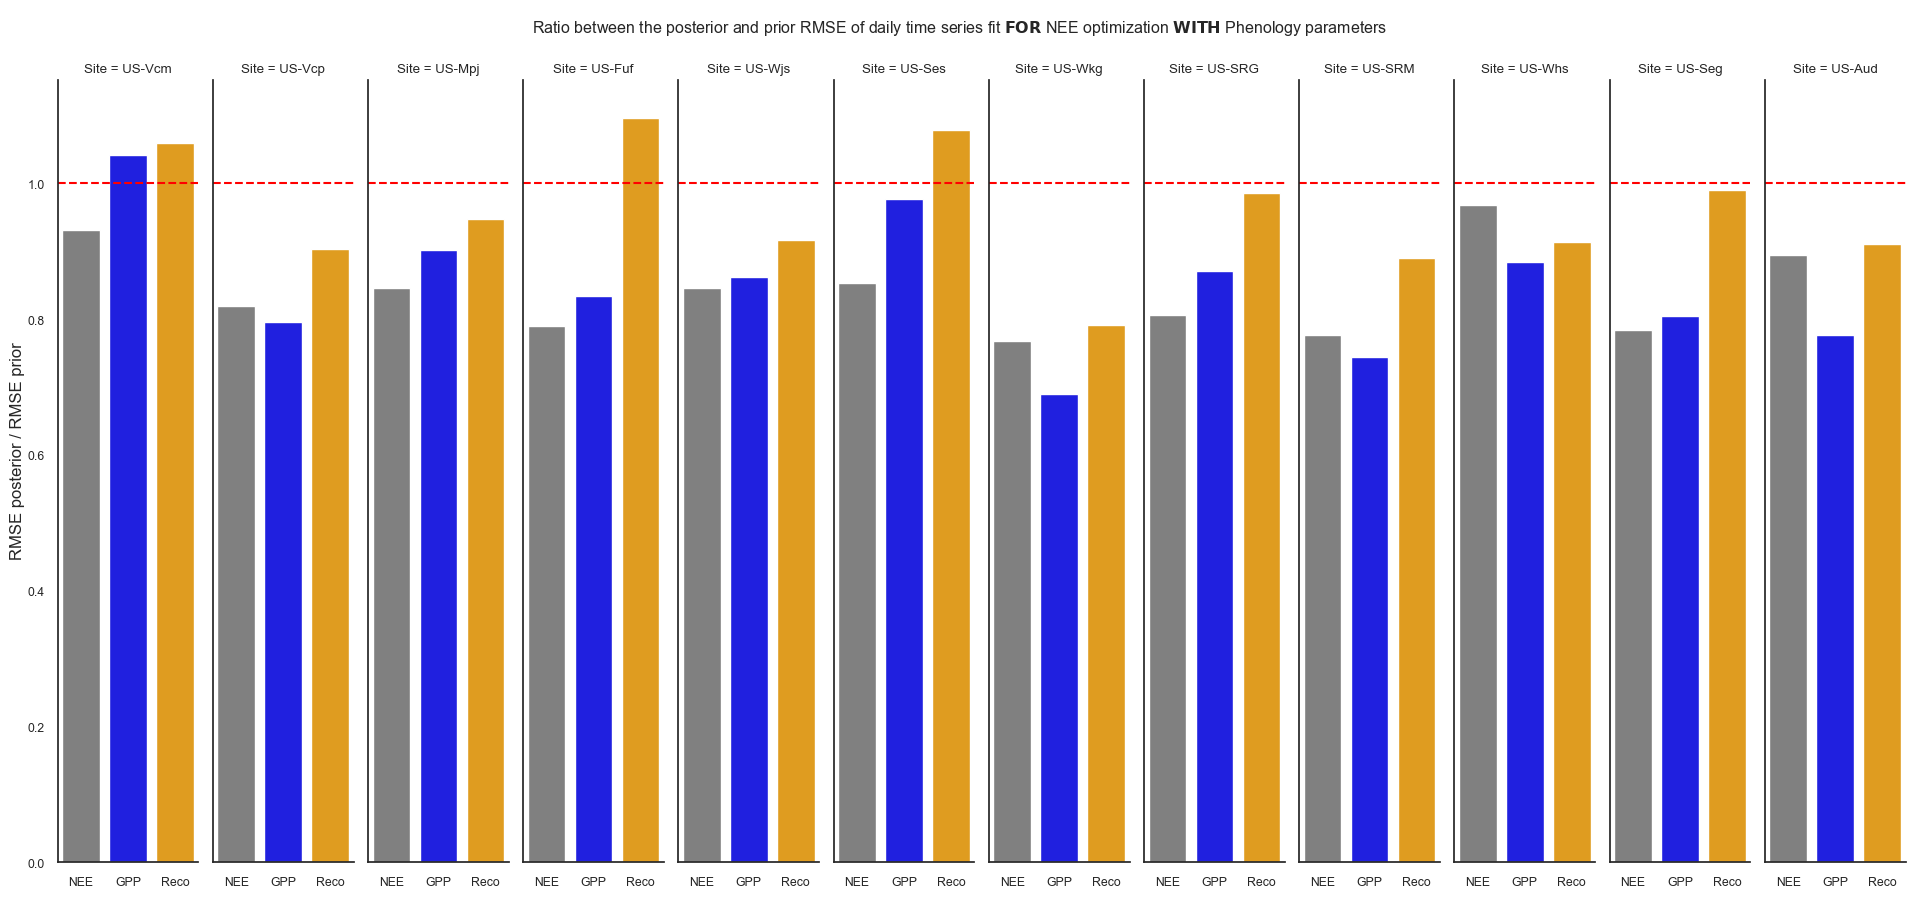 Ratio between the posterior and prior RMSE of daily time series fit FOR NEE optimization WITH Phenology parameters
Site = US-Vcm
Site = US-Vcp
Site = US-Mpj
Site = US-Fuf
Site = US-Wjs
Site = US-Ses
Site = US-Wkg
Site = US-SRG
Site = US-SRM
Site = US-Whs
Site = US-Seg
Site = US-Aud
RMSE posterior / RMSE prior
1.0
0.8
0.6
0.4
0.2
0.0
NEE GPP Reco
NEE GPP Reco
NEE GPP Reco
NEE GPP Reco
NEE GPP Reco
NEE GPP Reco
NEE GPP Reco
NEE GPP Reco
NEE GPP Reco
NEE GPP Reco
NEE GPP Reco
NEE GPP Reco